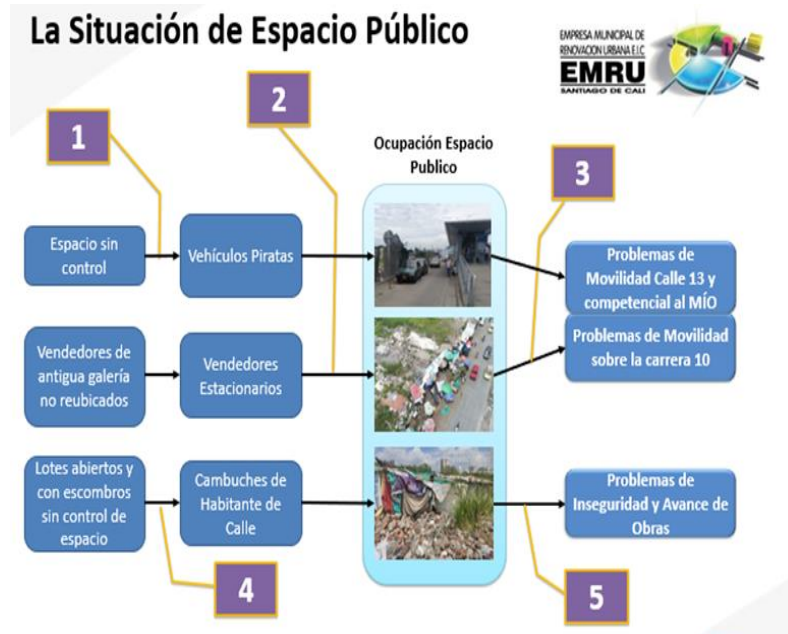 La Situación de Espacio Público
EMPRESA MUNICIPAL DE
RENOVACION URBANA E.I.C
EMRU
SANTIAGO DE CALI
1
2
Ocupación Espacio
Publico
3
Espacio sin
control
Vehículos Piratas
Problemas de
Movilidad Calle 13 y
competencial al MÍO
Vendedores de
antigua galería
no reubicados
Vendedores
Estacionarios
Problemas de Movilidad
sobre la carrera 10
Lotes abiertos y
con escombros
sin control de
espacio
Cambuches de
Habitante de
Calle
Problemas de
Inseguridad y Avance de
Obras
4
5